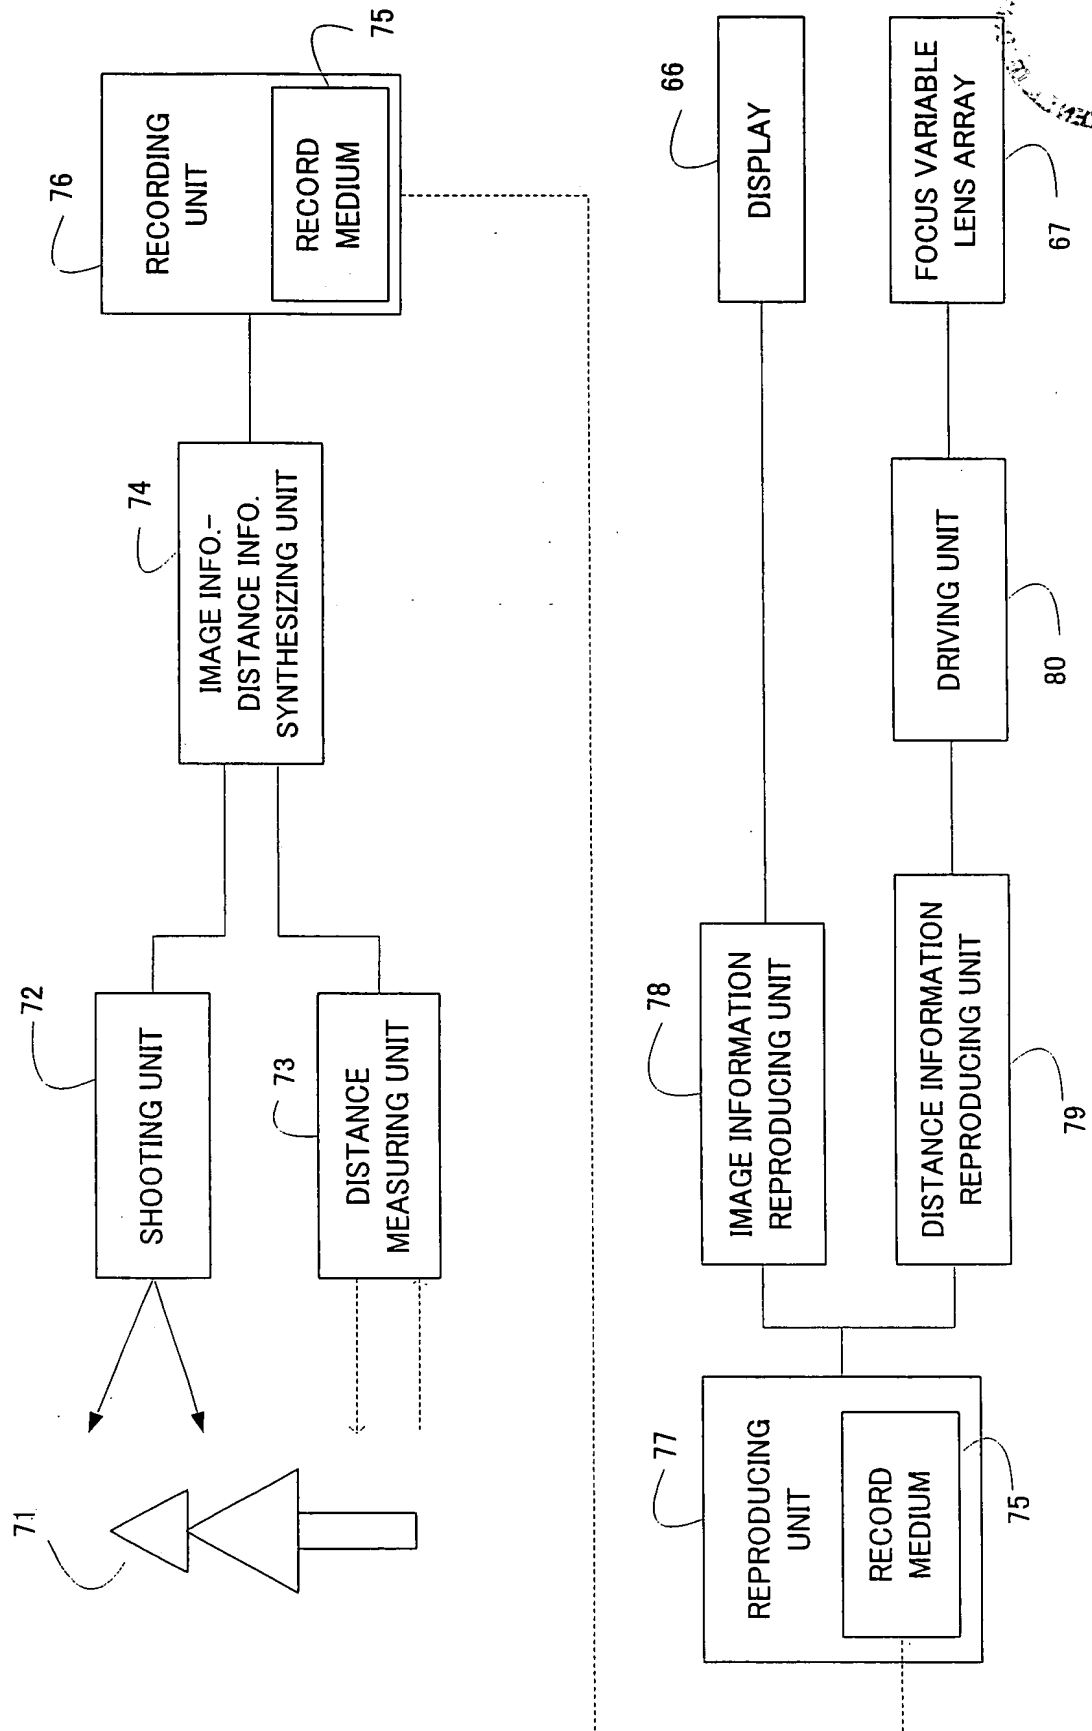 71
72
SHOOTING UNIT
73
DISTANCE
MEASURING UNIT
74
IMAGE INFO.-
DISTANCE INFO.
SYNTHESIZING UNIT
76
RECORDING
UNIT
75
RECORD
MEDIUM
77
REPRODUCING
UNIT
RECORD
MEDIUM
75
78
IMAGE INFORMATION
REPRODUCING UNIT
66
DISPLAY
DISTANCE INFORMATION
REPRODUCING UNIT
79
DRIVING UNIT
80
FOCUS VARIABLE
LENS ARRAY
67